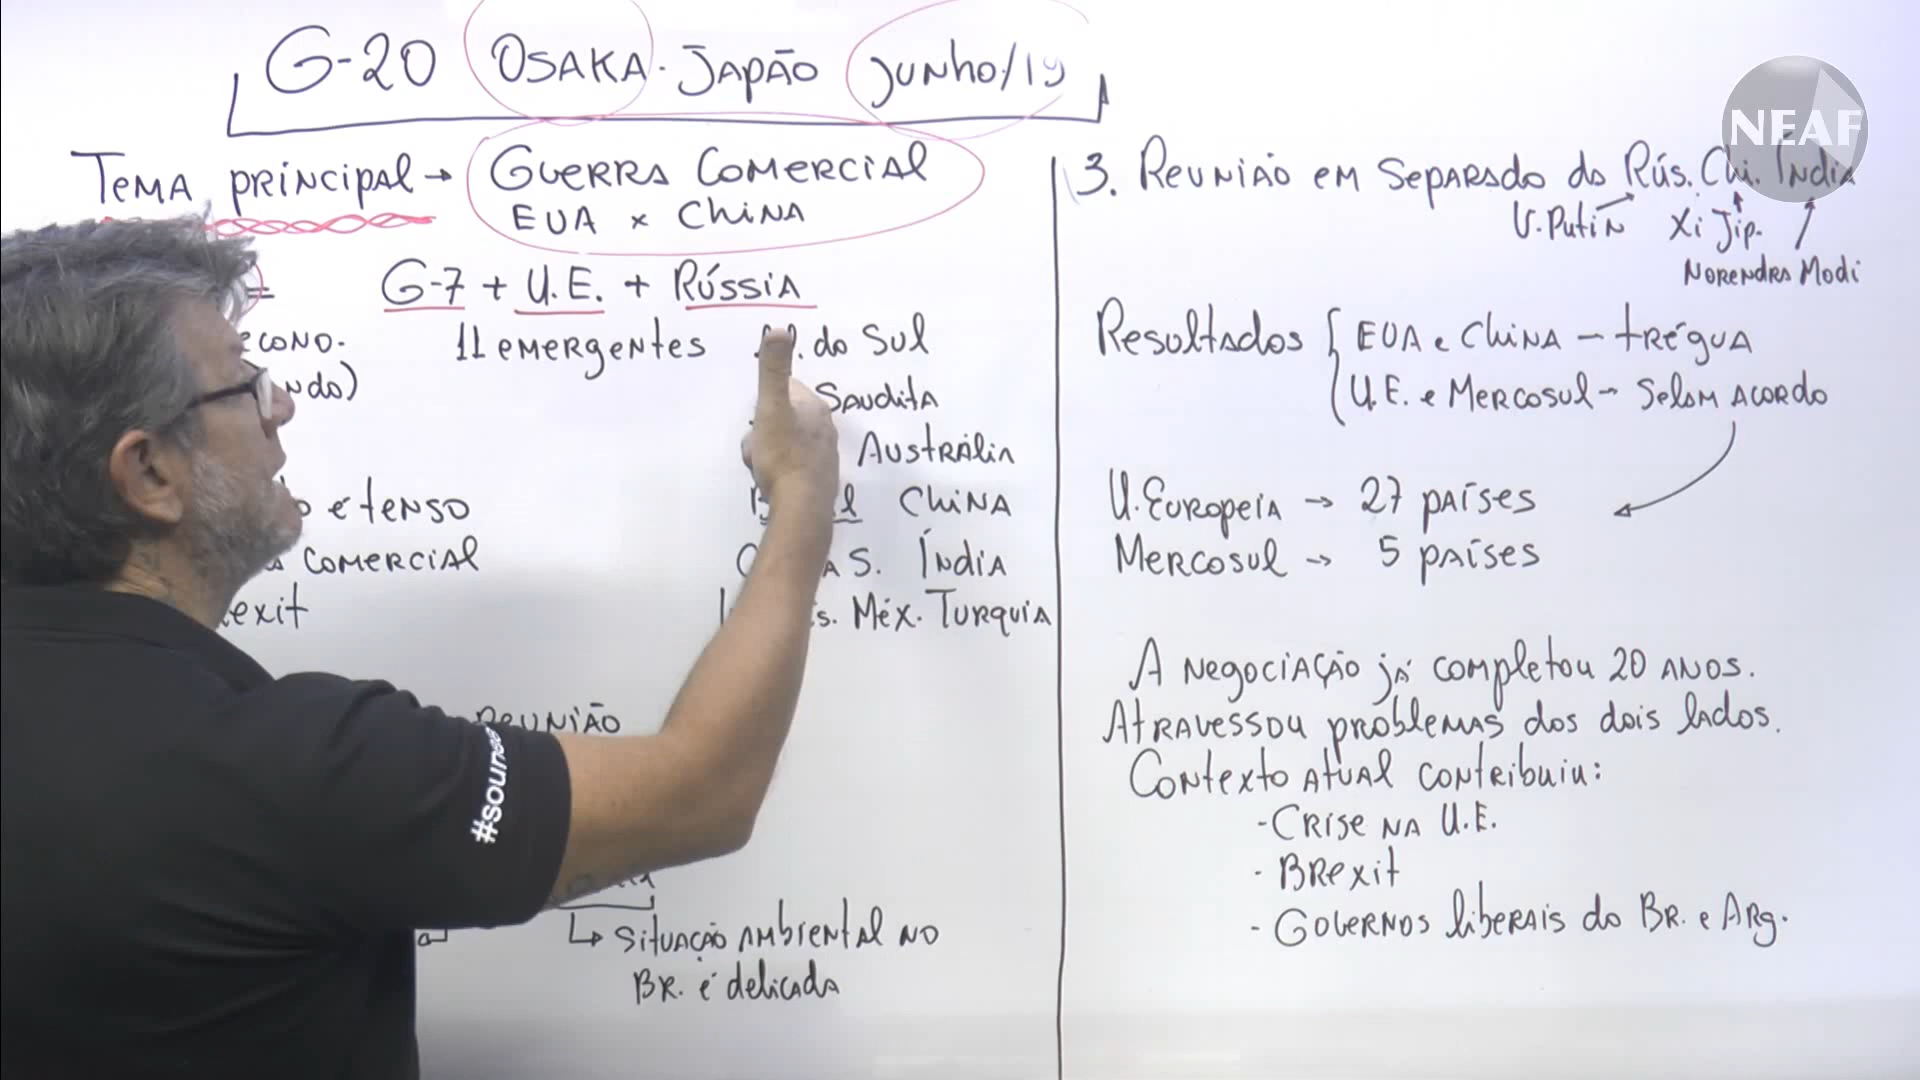 G-20 OSAKA. JAPÃO JUNHO/19
NEAF
TEMA PRINCIPAL → GUERRA COMERCIAL
EUA x CHINA
= G-7 + U.E. + RÚSSIA
11 EMERGENTES do Sul
SAUDITA
AUSTRÁLIA
CHINA
É TENSO
COMERCIAL
S. ÍNDIA
MÉX. TURQUIA
REUNIÃO
#souneaf
↳ SITUAÇÃO AMBIENTAL NO
BR. É delicada
3. REUNIÃO EM SEPARADO do RÚS. Chi. ÍNDIA
V. Putin Xi Jip.
NORENDRA Modi
Resultados { EUA e CHINA - TRÉGUA
U.E. e MERCOSUL - Selam ACORDO
U. EUROPEIA → 27 PAÍSES
MERCOSUL → 5 PAÍSES
A NEGOCIAÇÃO já completou 20 ANOS.
ATRAVESSOU problemas dos dois lados.
CONTEXTO ATUAL CONTRIBUIU:
- CRISE NA U.E.
- BREXIT
- GOVERNOS liberais do BR. e ARG.